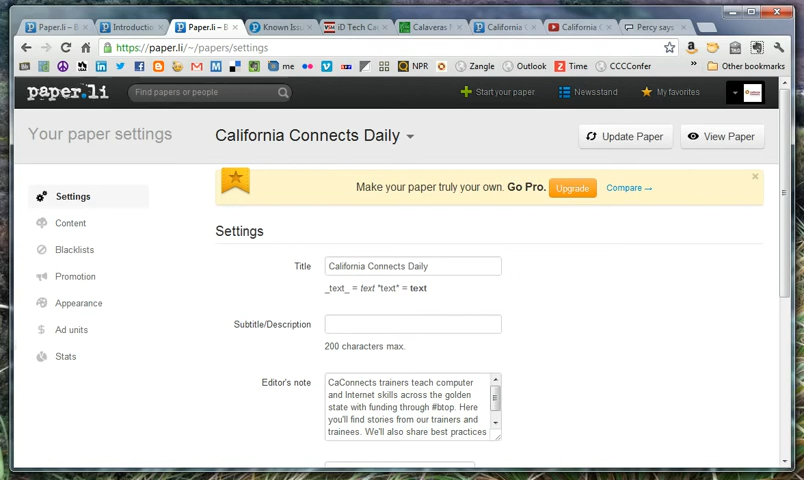 Paper.li – B
Introduction
Paper.li – B
Known Issu
iD Tech Ca
Calaveras
California C
California C
Percy says
https://paper.li/~/papers/settings
me
NPR
Zangle
Outlook
Time
CCCConfer
»
Other bookmarks
paper.li
Find papers or people
Start your paper
Newsstand
My favorites
Your paper settings
California Connects Daily
Update Paper
View Paper
Make your paper truly your own. Go Pro.
Upgrade
Compare →
Settings
Content
Blacklists
Promotion
Appearance
Ad units
Stats
Settings
Title
California Connects Daily
_text_ = text *text* = text
Subtitle/Description
200 characters max.
Editor's note
CaConnects trainers teach computer
and Internet skills across the golden
state with funding through #btop. Here
you'll find stories from our trainers and
trainees. We'll also share best practices